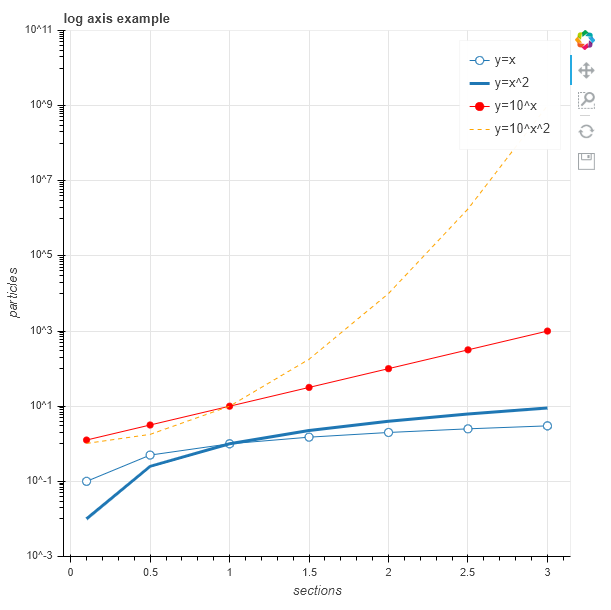 log axis example
10^11
10^9
10^7
10^5
10^3
10^1
10^-1
10^-3
particles
y=x
y=x^2
y=10^x
y=10^x^2
0 0.5 1 1.5 2 2.5 3
sections